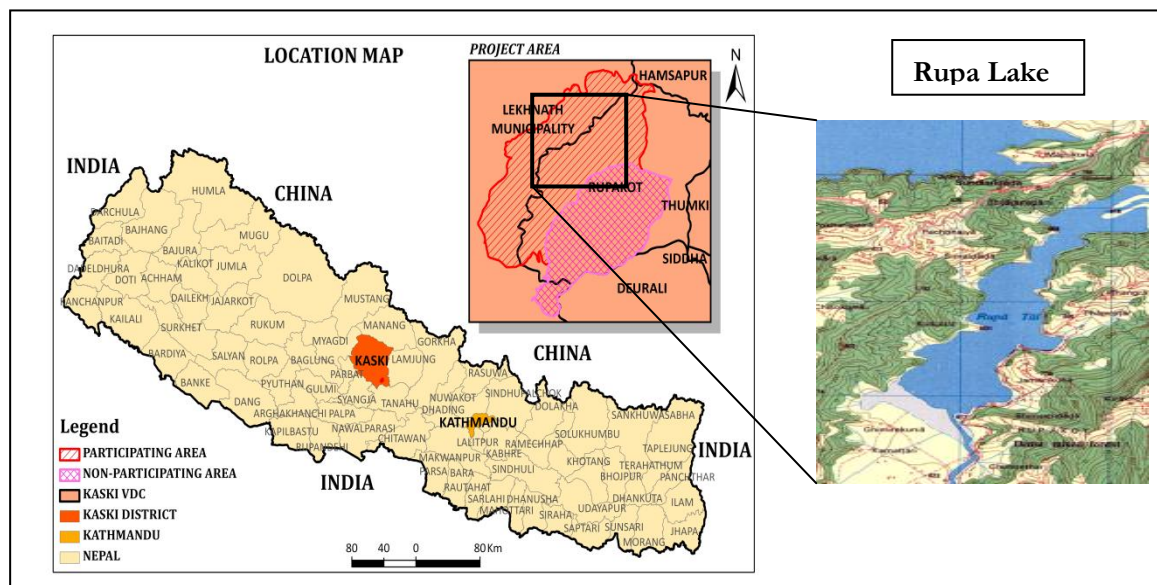 LOCATION MAP
PROJECT AREA
N
HAMSAPUR
LEKHNATH
MUNICIPALITY
RUPAKOT
THUMKI
SIDDHA
DEURALI
Rupa Lake
INDIA
CHINA
HUMLA
DARCHULA
BAJHANG
BAITADI
BAJURA
MUGU
KALIKOT
JUMLA
DADELDHURA
DOTI
ACHHAM
DOLPA
DAILEKH
JAJARKOT
KANCHANPUR
MUSTANG
KAILALI
SURKHET
RUKUM
MANANG
MYAGDI
GORKHA
BARDIYA
SALYAN
ROLPA
BAGLUNG
KASKI
LAMJUNG
CHINA
PARBAT
RASUWA
BANKE
PYUTHAN
GULMI
SYANGJA
TANAHU
NUWAKOT
SINDHUPALCHOK
DANG
DHADING
DOLAKHA
SANKHUWASABHA
ARGHAKHANCHI
PALPA
KATHMANDU
KAPILBASTU
NAWALPARASI
CHITAWAN
LALITPUR
RAMECHHAP
SOLUKHUMBU
TAPLEJUNG
RUPANDEHI
KABHRE
INDIA
MAKWANPUR
KHOTANG
TERAHATHUM
INDIA
PARSA
BARA
SINDHULI
BHOJPUR
PANCHTHAR
RAUTAHAT
SARLAHI
DHANUSHA
UDAYAPUR
DHANKUTA
ILAM
MAHOTTARI
SIRAHA
SAPTARI
SUNSARI
JHAPA
MORANG
Legend
PARTICIPATING AREA
NON-PARTICIPATING AREA
KASKI VDC
KASKI DISTRICT
KATHMANDU
NEPAL
80 40 0 80 Km
Rupa Tal